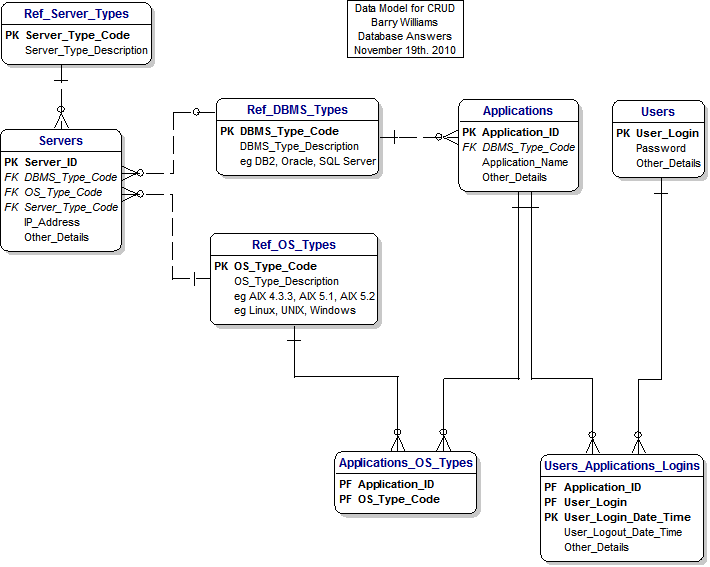 Ref_Server_Types
PK Server_Type_Code
Server_Type_Description
Data Model for CRUD
Barry Williams
Database Answers
November 19th. 2010
Servers
PK Server_ID
FK DBMS_Type_Code
FK OS_Type_Code
FK Server_Type_Code
IP_Address
Other_Details
Ref_DBMS_Types
PK DBMS_Type_Code
DBMS_Type_Description
eg DB2, Oracle, SQL Server
Applications
PK Application_ID
FK DBMS_Type_Code
Application_Name
Other_Details
Users
PK User_Login
Password
Other_Details
Ref_OS_Types
PK OS_Type_Code
OS_Type_Description
eg AIX 4.3.3, AIX 5.1, AIX 5.2
eg Linux, UNIX, Windows
Applications_OS_Types
PF Application_ID
PF OS_Type_Code
Users_Applications_Logins
PF Application_ID
PF User_Login
PK User_Login_Date_Time
User_Logout_Date_Time
Other_Details